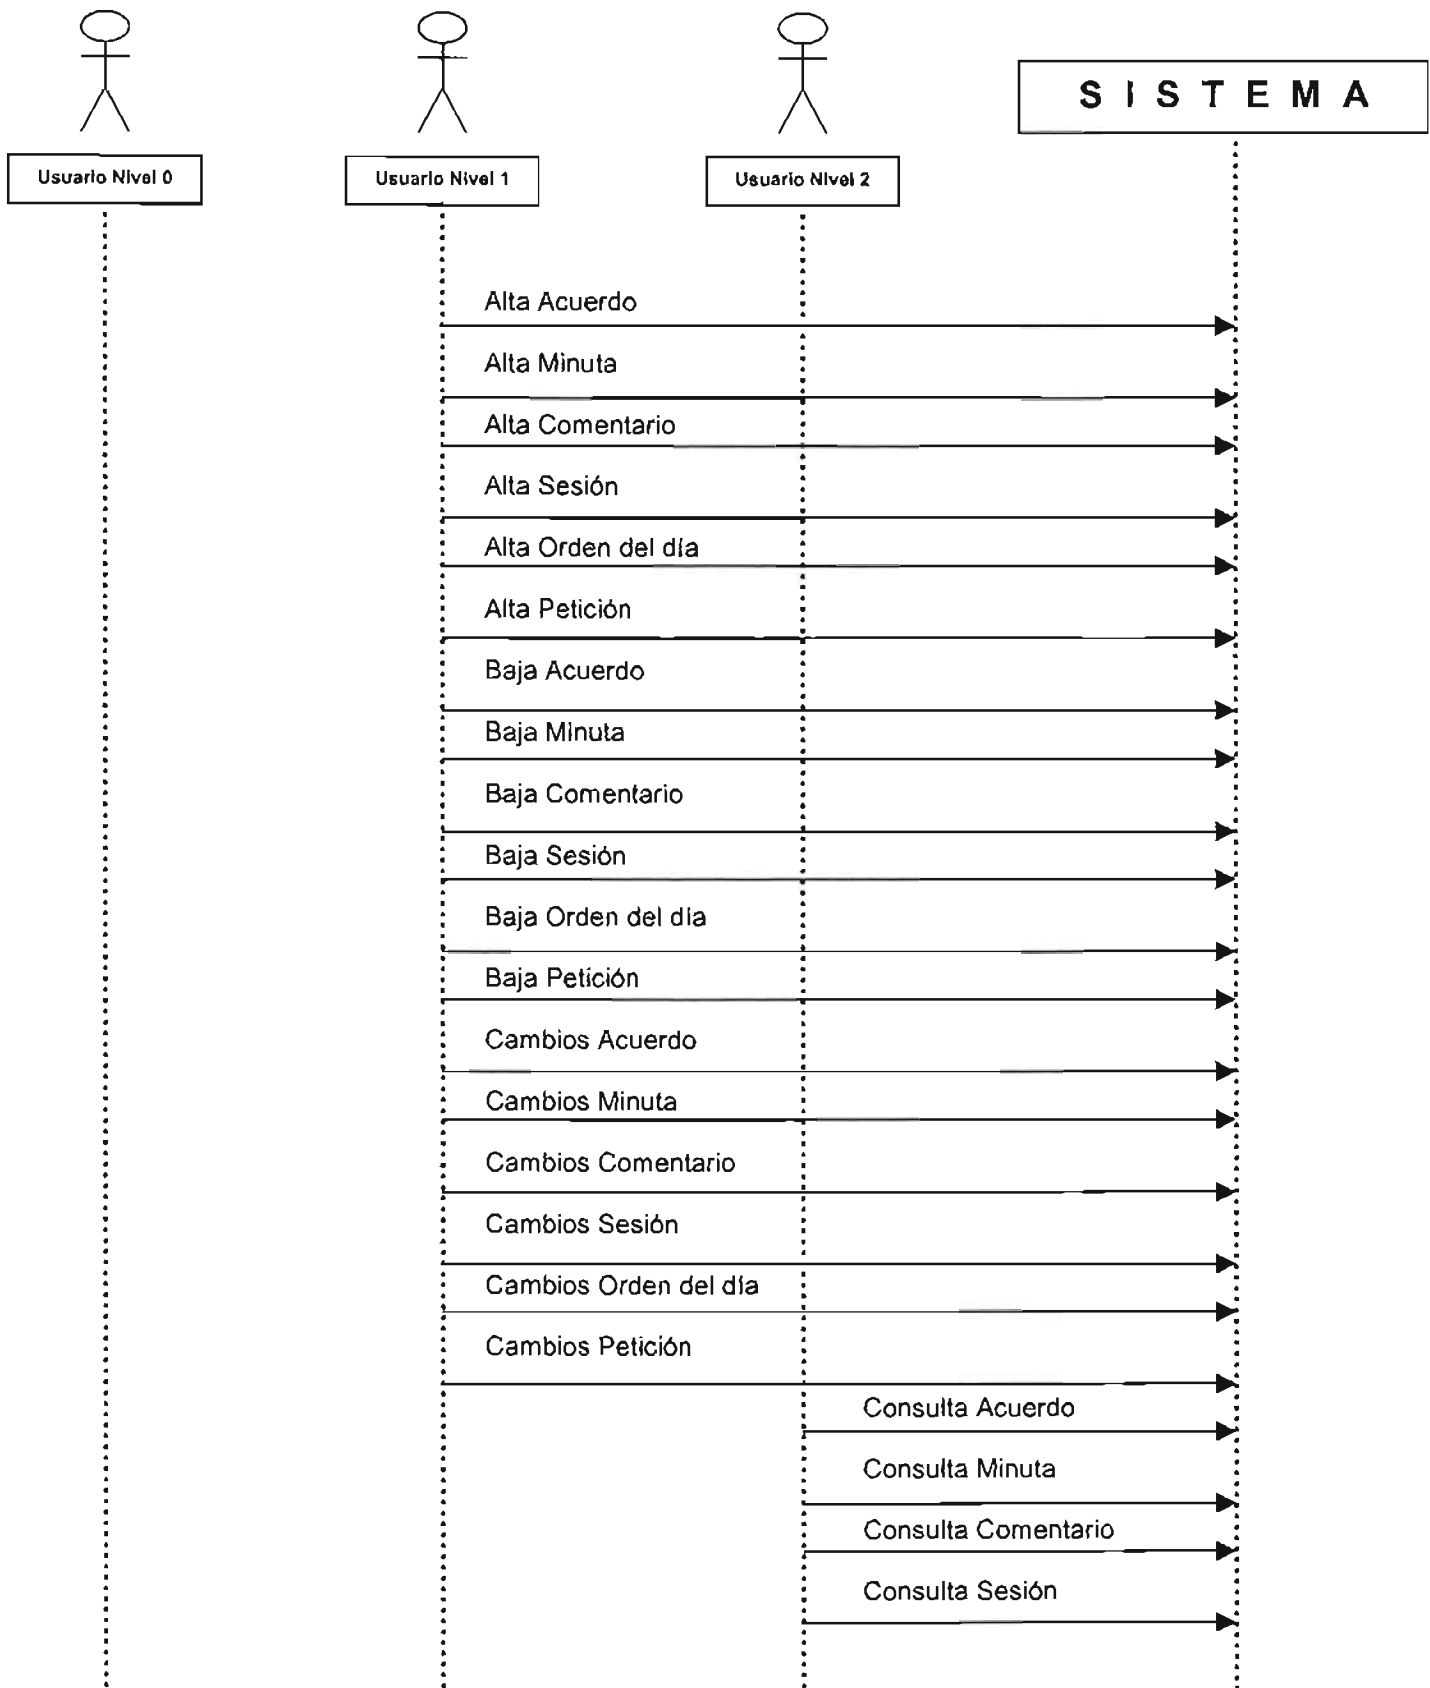 S I S T E M A
Usuario Nivel 0
Usuario Nivel 1
Usuario Nivel 2
Alta Acuerdo
Alta Minuta
Alta Comentario
Alta Sesión
Alta Orden del día
Alta Petición
Baja Acuerdo
Baja Minuta
Baja Comentario
Baja Sesión
Baja Orden del día
Baja Petición
Cambios Acuerdo
Cambios Minuta
Cambios Comentario
Cambios Sesión
Cambios Orden del día
Cambios Petición
Consulta Acuerdo
Consulta Minuta
Consulta Comentario
Consulta Sesión